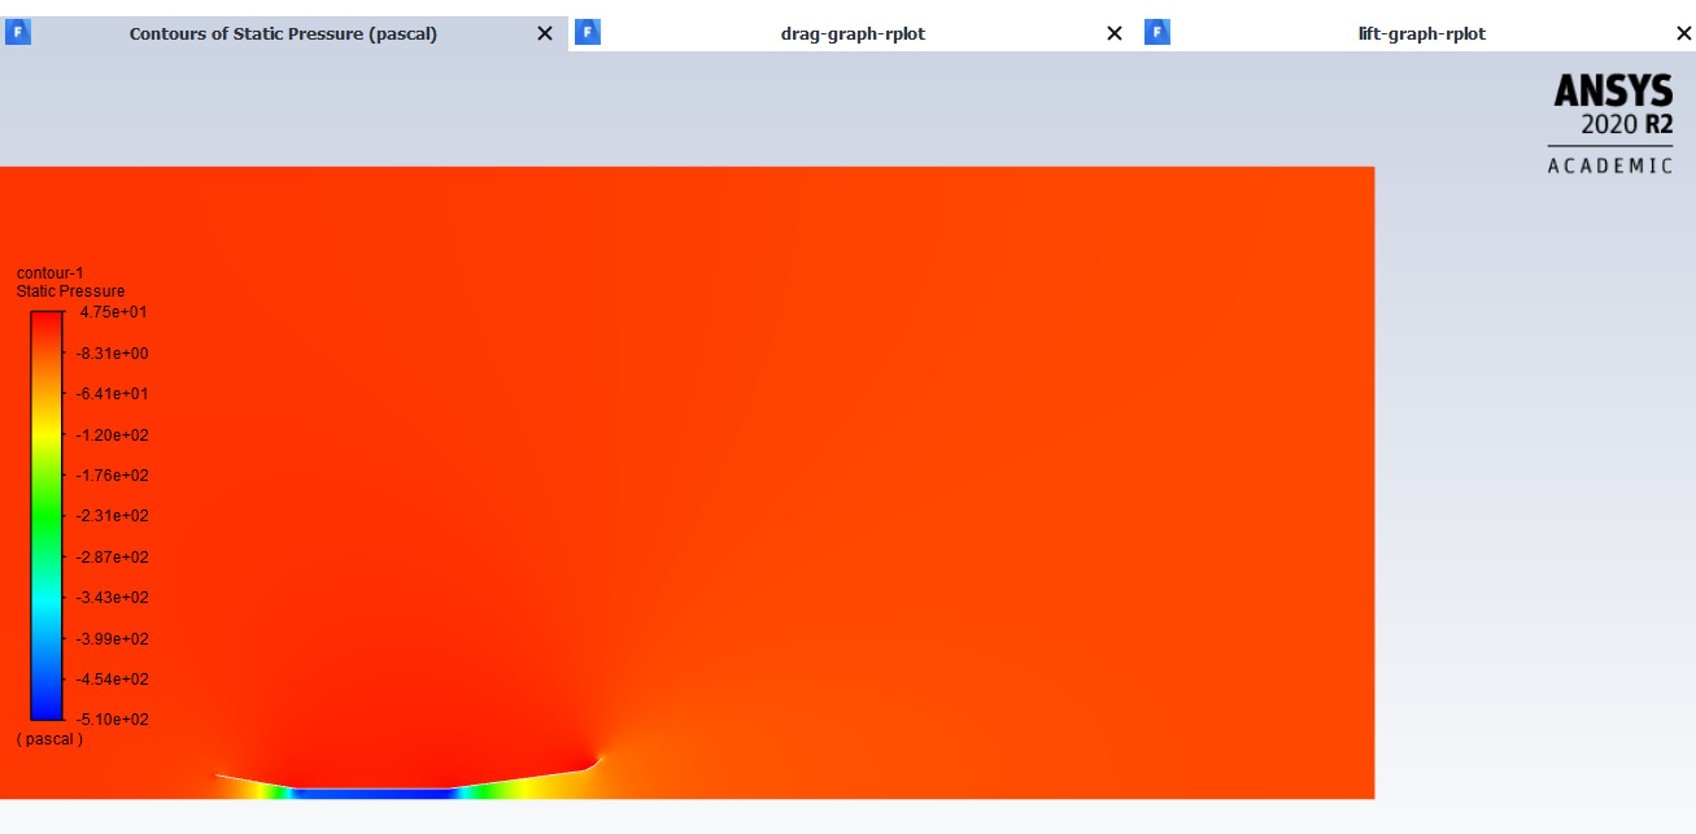 F Contours of Static Pressure (pascal) ✕ F drag-graph-rplot ✕ F lift-graph-rplot ✕
ANSYS
2020 R2
ACADEMIC
contour-1
Static Pressure
4.75e+01
-8.31e+00
-6.41e+01
-1.20e+02
-1.76e+02
-2.31e+02
-2.87e+02
-3.43e+02
-3.99e+02
-4.54e+02
-5.10e+02
( pascal )